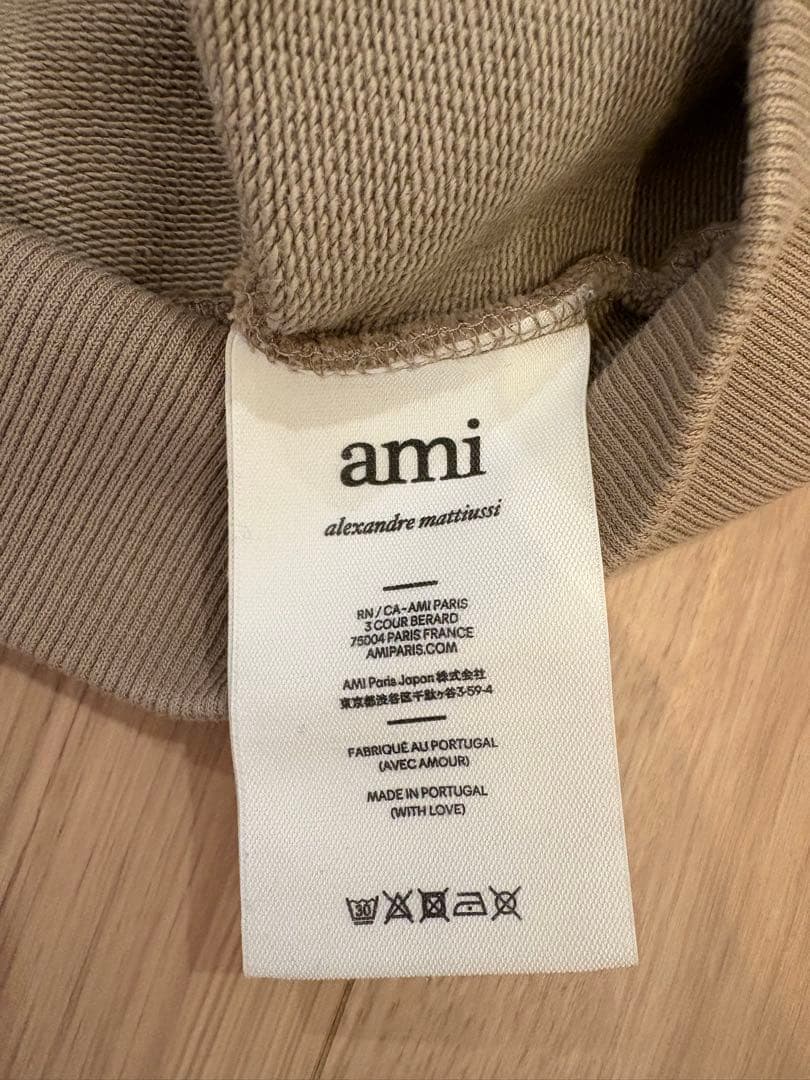 ami
alexandre mattiussi
RN / CA-AMI PARIS
3 COUR BERARD
75004 PARIS FRANCE
AMIPARIS.COM
AMI Paris Japan 株式会社
東京都渋谷区千駄ヶ谷3-59-4
FABRIQUÉ AU PORTUGAL
(AVEC AMOUR)
MADE IN PORTUGAL
(WITH LOVE)
30